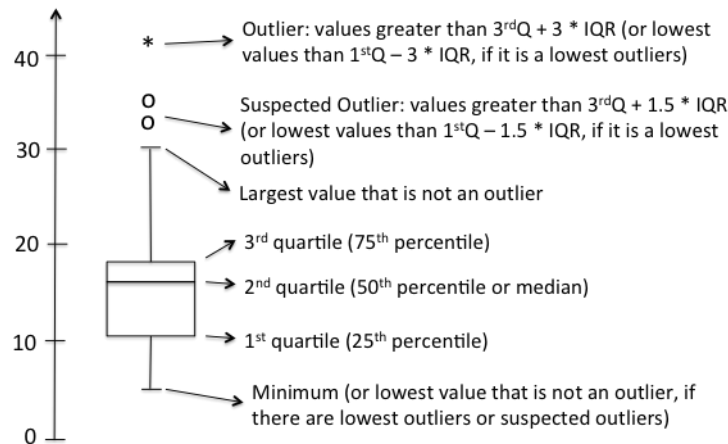 Outlier: values greater than 3rdQ + 3 * IQR (or lowest
values than 1stQ – 3 * IQR, if it is a lowest outliers)
40
*
o
o
Suspected Outlier: values greater than 3rdQ + 1.5 * IQR
(or lowest values than 1stQ – 1.5 * IQR, if it is a lowest
outliers)
30
Largest value that is not an outlier
20
3rd quartile (75th percentile)
2nd quartile (50th percentile or median)
10
1st quartile (25th percentile)
Minimum (or lowest value that is not an outlier, if
there are lowest outliers or suspected outliers)
0